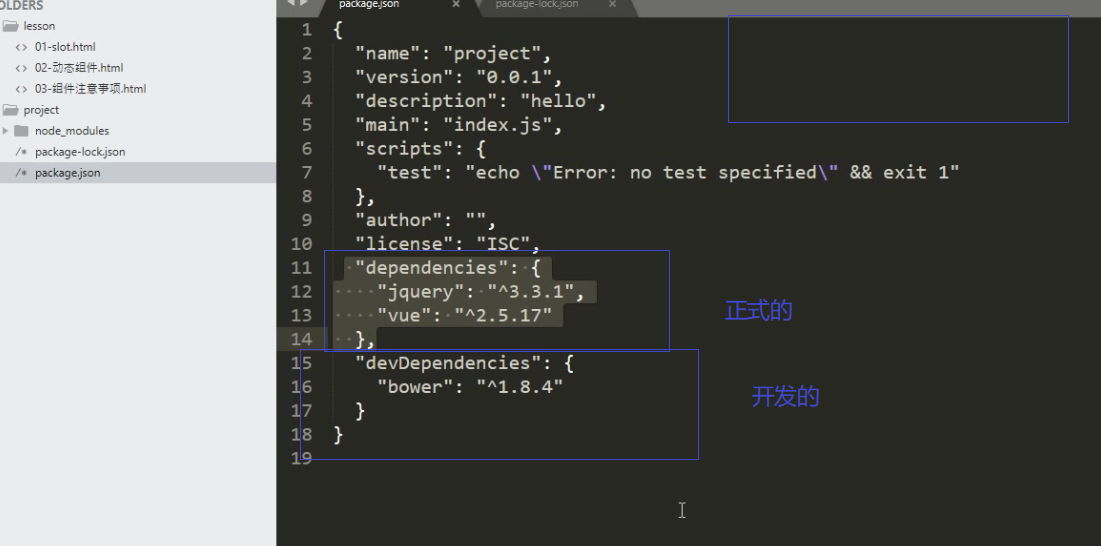 OLDERS
lesson
<> 01-slot.html
<> 02-动态组件.html
<> 03-组件注意事项.html
project
node_modules
/* package-lock.json
/* package.json
package.json × package-lock.json ×
1 {
2 "name": "project",
3 "version": "0.0.1",
4 "description": "hello",
5 "main": "index.js",
6 "scripts": {
7 "test": "echo \"Error: no test specified\" && exit 1"
8 },
9 "author": "",
10 "license": "ISC",
11 "dependencies": {
12 "jquery": "^3.3.1",
13 "vue": "^2.5.17"
14 },
15 "devDependencies": {
16 "bower": "^1.8.4"
17 }
18 }
19
正式的
开发的